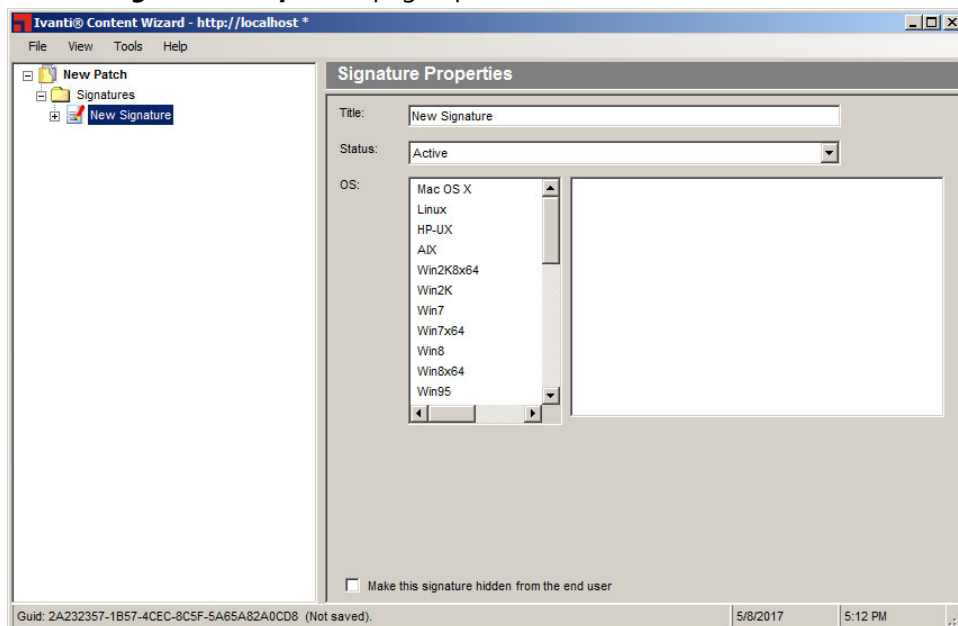 Ivanti® Content Wizard - http://localhost *
File View Tools Help
New Patch
Signatures
New Signature
Signature Properties
Title: New Signature
Status: Active
OS:
Mac OS X
Linux
HP-UX
AIX
Win2K8x64
Win2K
Win7
Win7x64
Win8
Win8x64
Win95
Make this signature hidden from the end user
Guid: 2A232357-1B57-4CEC-8C5F-5A65A82A0CD8 (Not saved). 5/8/2017 5:12 PM